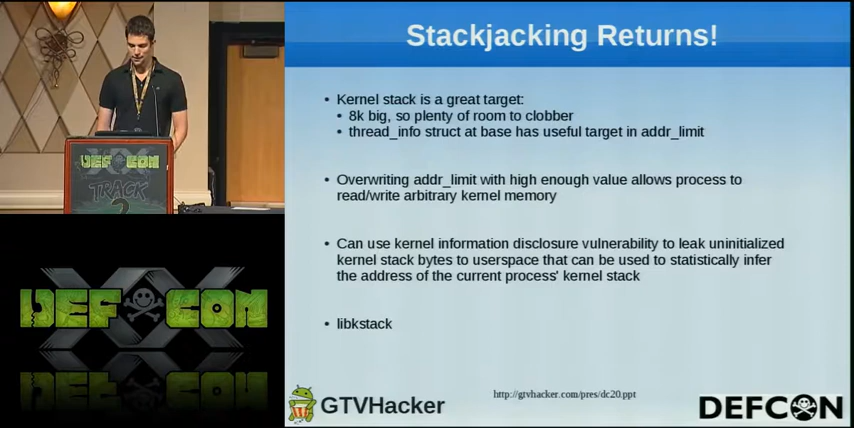 Stackjacking Returns!
• Kernel stack is a great target:
• 8k big, so plenty of room to clobber
• thread_info struct at base has useful target in addr_limit
• Overwriting addr_limit with high enough value allows process to
read/write arbitrary kernel memory
• Can use kernel information disclosure vulnerability to leak uninitialized
kernel stack bytes to userspace that can be used to statistically infer
the address of the current process' kernel stack
• libkstack
http://gtvhacker.com/pres/dc20.ppt
GTVHacker
DEFCON
DEF CON
TRACK
2
XX
DEF CON